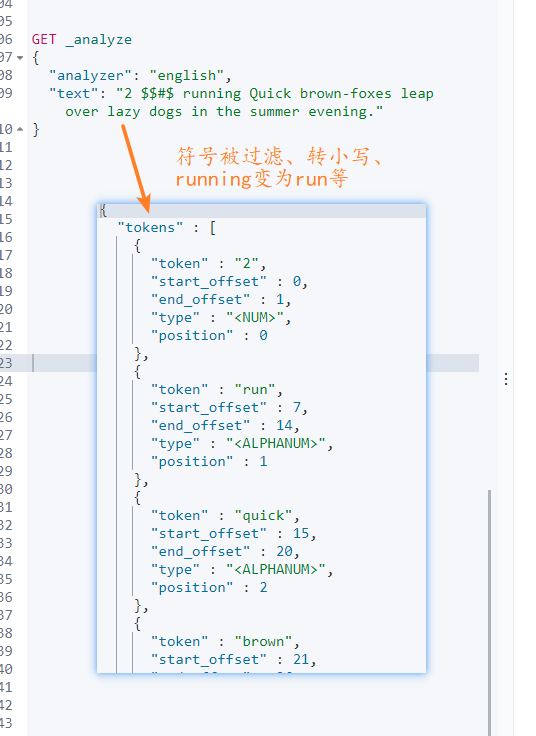 04
05
06 GET _analyze
07 {
08 "analyzer": "english",
09 "text": "2 $$#$ running Quick brown-foxes leap
over lazy dogs in the summer evening."
10 }
11
12
13
14
15
16
17
18
19
20
21
22
23
24
25
26
27
28
29
30
31
32
33
34
35
36
37
38
39
40
41
42
43
符号被过滤、转小写、
running变为run等
{
"tokens" : [
{
"token" : "2",
"start_offset" : 0,
"end_offset" : 1,
"type" : "<NUM>",
"position" : 0
},
{
"token" : "run",
"start_offset" : 7,
"end_offset" : 14,
"type" : "<ALPHANUM>",
"position" : 1
},
{
"token" : "quick",
"start_offset" : 15,
"end_offset" : 20,
"type" : "<ALPHANUM>",
"position" : 2
},
{
"token" : "brown",
"start_offset" : 21,